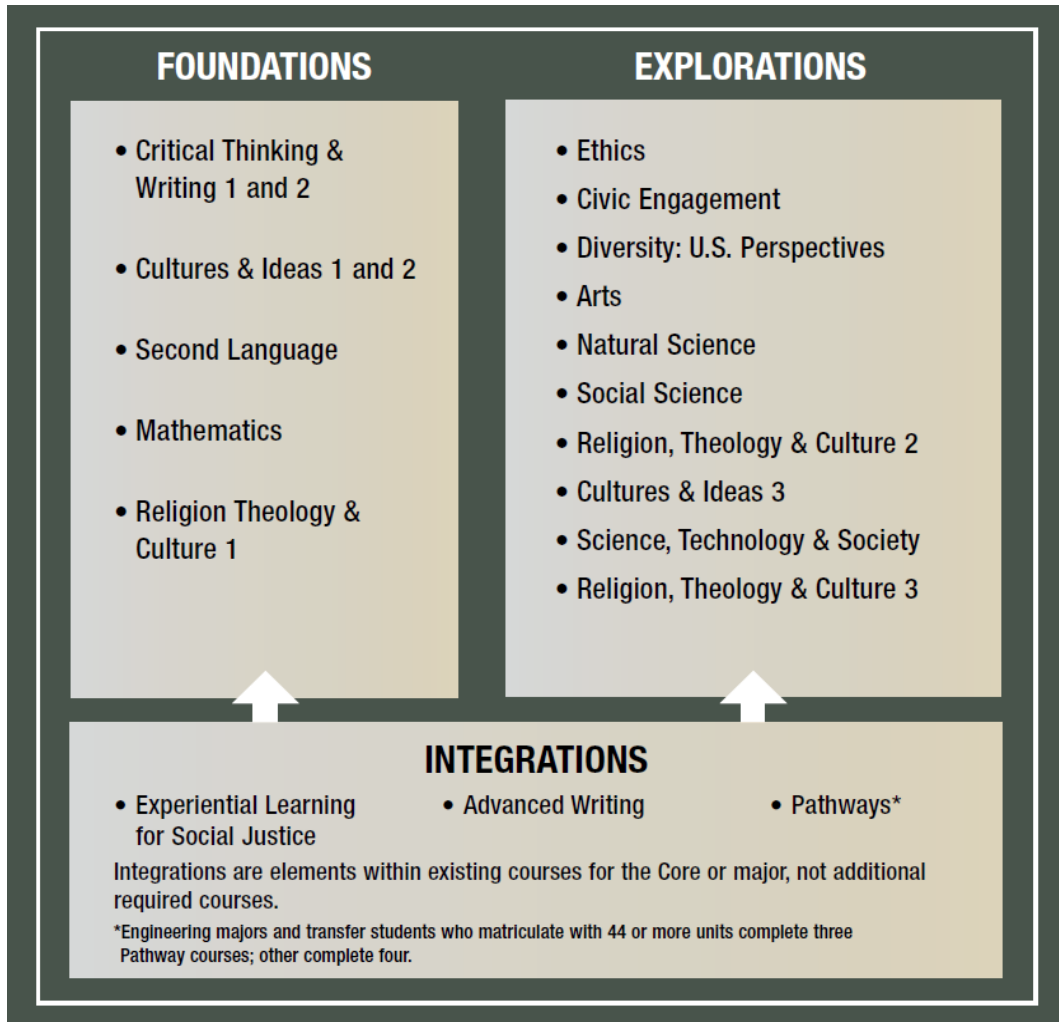 FOUNDATIONS
• Critical Thinking &
Writing 1 and 2
• Cultures & Ideas 1 and 2
• Second Language
• Mathematics
• Religion Theology &
Culture 1
EXPLORATIONS
• Ethics
• Civic Engagement
• Diversity: U.S. Perspectives
• Arts
• Natural Science
• Social Science
• Religion, Theology & Culture 2
• Cultures & Ideas 3
• Science, Technology & Society
• Religion, Theology & Culture 3
INTEGRATIONS
• Experiential Learning
for Social Justice
• Advanced Writing
• Pathways*
Integrations are elements within existing courses for the Core or major, not additional
required courses.
*Engineering majors and transfer students who matriculate with 44 or more units complete three
Pathway courses; other complete four.